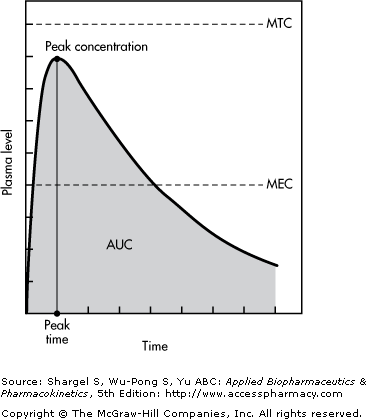 MTC
Peak concentration
Plasma level
MEC
AUC
Peak
time
Time
Source: Shargel S, Wu-Pong S, Yu ABC: Applied Biopharmaceutics &
Pharmacokinetics, 5th Edition: http://www.accesspharmacy.com
Copyright © The McGraw-Hill Companies, Inc. All rights reserved.